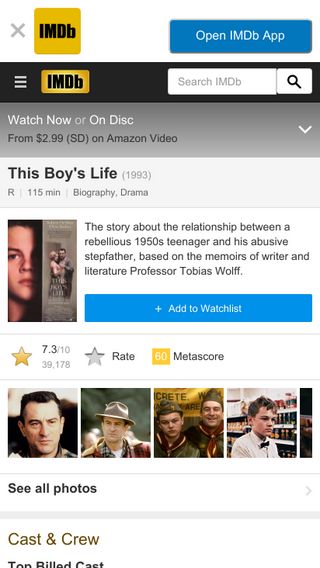 IMDb
Open IMDb App
IMDb
Search IMDb
Watch Now or On Disc
From $2.99 (SD) on Amazon Video
This Boy's Life (1993)
R | 115 min | Biography, Drama
The story about the relationship between a
rebellious 1950s teenager and his abusive
stepfather, based on the memoirs of writer and
literature Professor Tobias Wolff.
THIS
BOY'S
LIFE
+ Add to Watchlist
7.3/10
39,178
Rate
60 Metascore
See all photos
Cast & Crew
Top Billed Cast